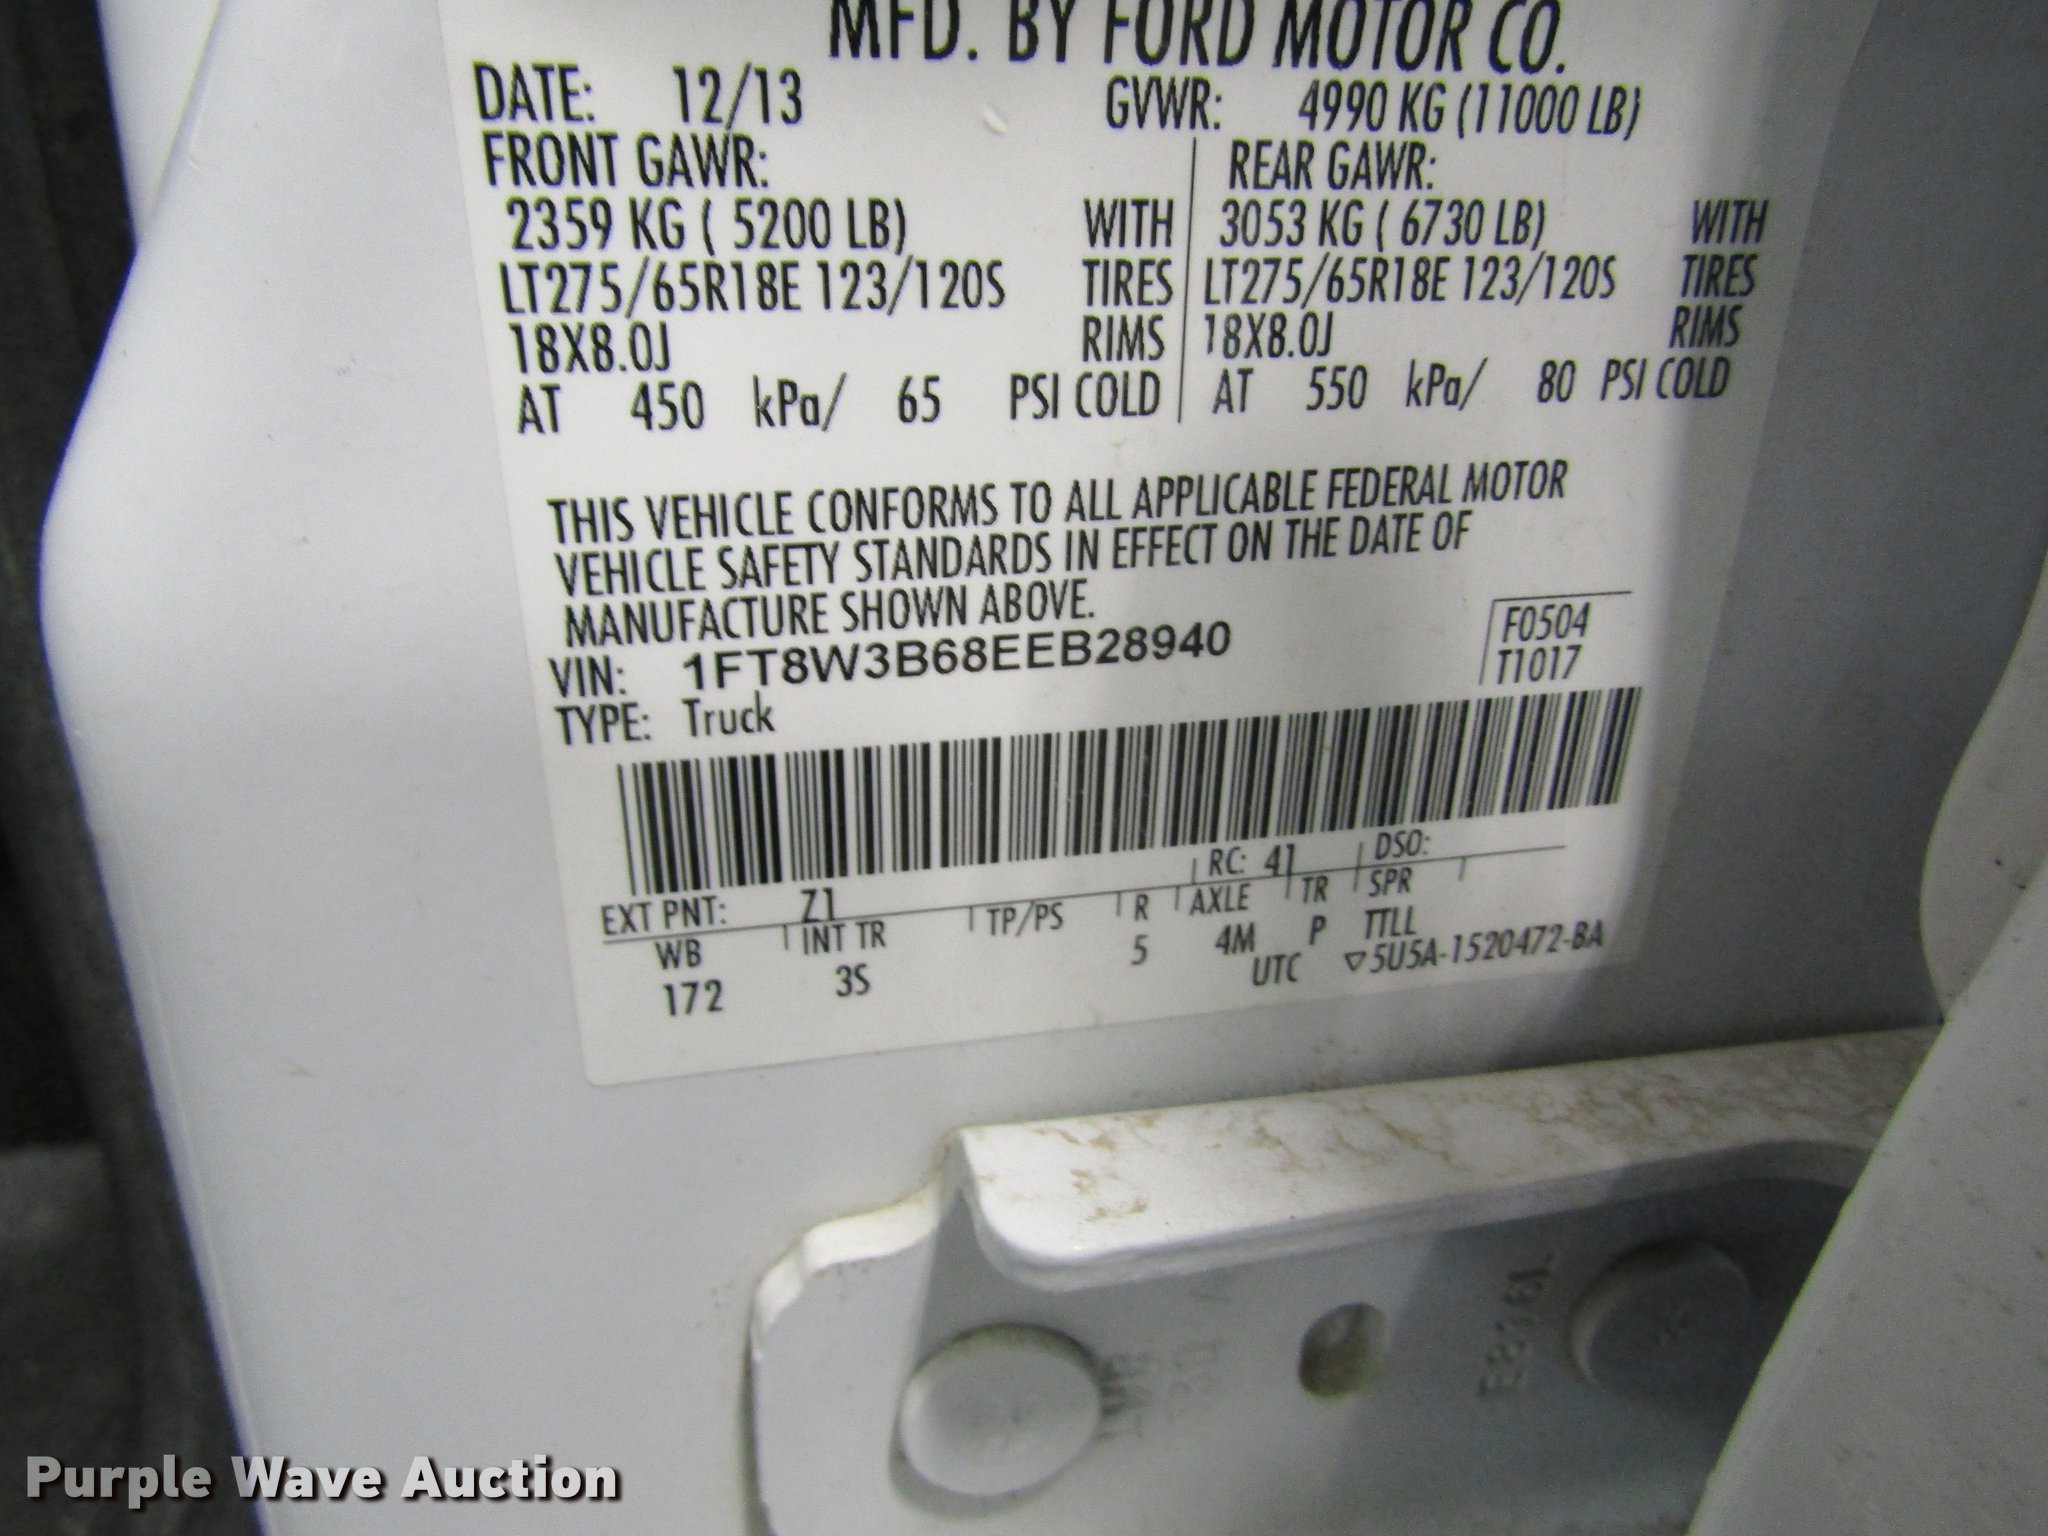 MFD. BY FORD MOTOR CO.
DATE: 12/13 GVWR: 4990 KG (11000 LB)
FRONT GAWR: REAR GAWR:
2359 KG ( 5200 LB) WITH 3053 KG ( 6730 LB) WITH
LT275/65R18E 123/120S TIRES LT275/65R18E 123/120S TIRES
18X8.0J RIMS 18X8.0J RIMS
AT 450 kPa/ 65 PSI COLD AT 550 kPa/ 80 PSI COLD
THIS VEHICLE CONFORMS TO ALL APPLICABLE FEDERAL MOTOR
VEHICLE SAFETY STANDARDS IN EFFECT ON THE DATE OF
MANUFACTURE SHOWN ABOVE.
VIN: 1FT8W3B68EEB28940
F0504
T1017
TYPE: Truck
RC: 41 DSO:
EXT PNT: Z1
WB INT TR TP/PS R AXLE TR SPR
172 3S 5 4M P TTLL
UTC ▽5U5A-1520472-BA
Purple Wave Auction